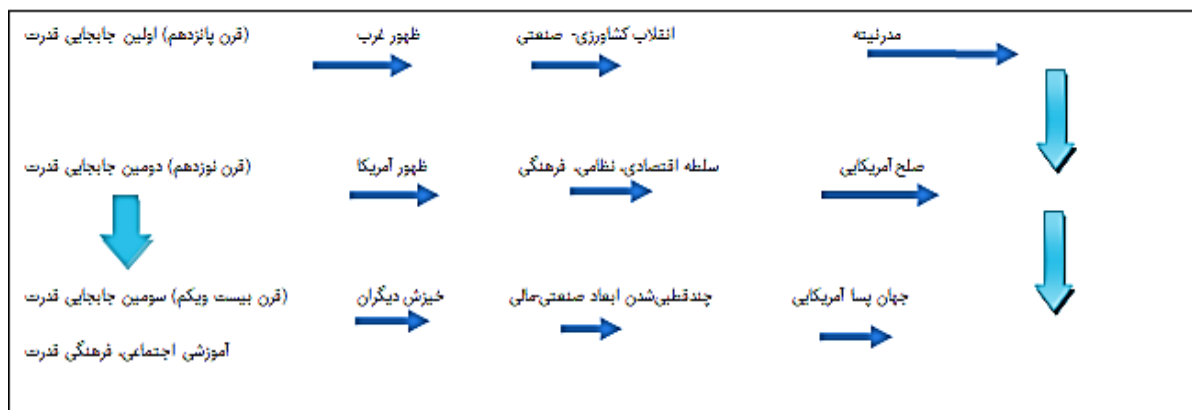 اولین جابجایی قدرت (قرن پانزدهم) ظهور غرب انقلاب کشاورزی- صنعتی مدرنیته
دومین جابجایی قدرت (قرن نوزدهم) ظهور آمریکا سلطه اقتصادی، نظامی، فرهنگی صلح آمریکایی
سومین جابجایی قدرت (قرن بیست ویکم) خیزش دیگران چندقطبی‌شدن ابعاد صنعتی-مالی جهان پسا آمریکایی
آموزشی اجتماعی، فرهنگی قدرت